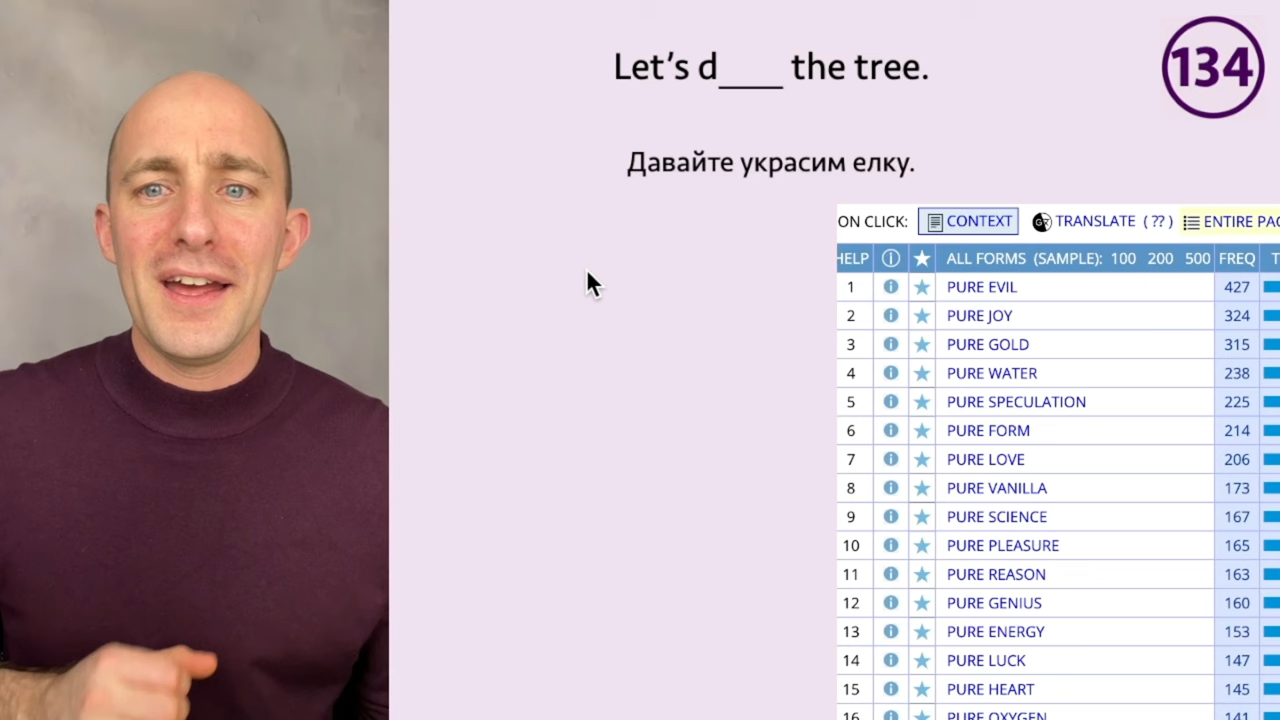 Let's d____ the tree.
134
Давайте украсим елку.
ON CLICK: CONTEXT TRANSLATE ( ?? ) ENTIRE
HELP ALL FORMS (SAMPLE): 100 200 500 FREQ
1 PURE EVIL 427
2 PURE JOY 324
3 PURE GOLD 315
4 PURE WATER 238
5 PURE SPECULATION 225
6 PURE FORM 214
7 PURE LOVE 206
8 PURE VANILLA 173
9 PURE SCIENCE 167
10 PURE PLEASURE 165
11 PURE REASON 163
12 PURE GENIUS 160
13 PURE ENERGY 153
14 PURE LUCK 147
15 PURE HEART 145
16 PURE OXYGEN 141